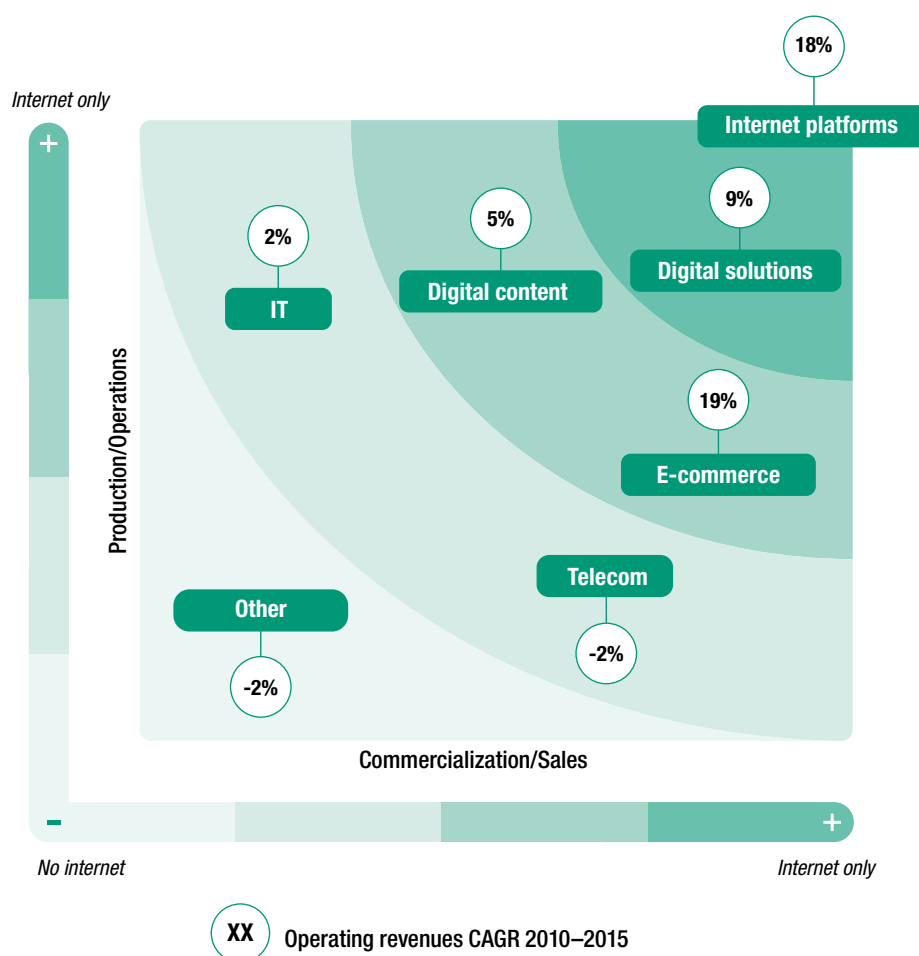 18%
Internet only
+
Internet platforms
9%
5%
2%
Digital solutions
Digital content
IT
Production/Operations
19%
E-commerce
Telecom
Other
-2%
-2%
Commercialization/Sales
-
+
No internet
Internet only
XX Operating revenues CAGR 2010–2015